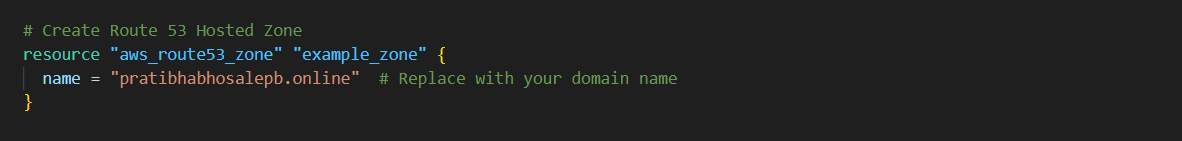 # Create Route 53 Hosted Zone
resource "aws_route53_zone" "example_zone" {
  name = "pratibhabhosalepb.online"  # Replace with your domain name
}